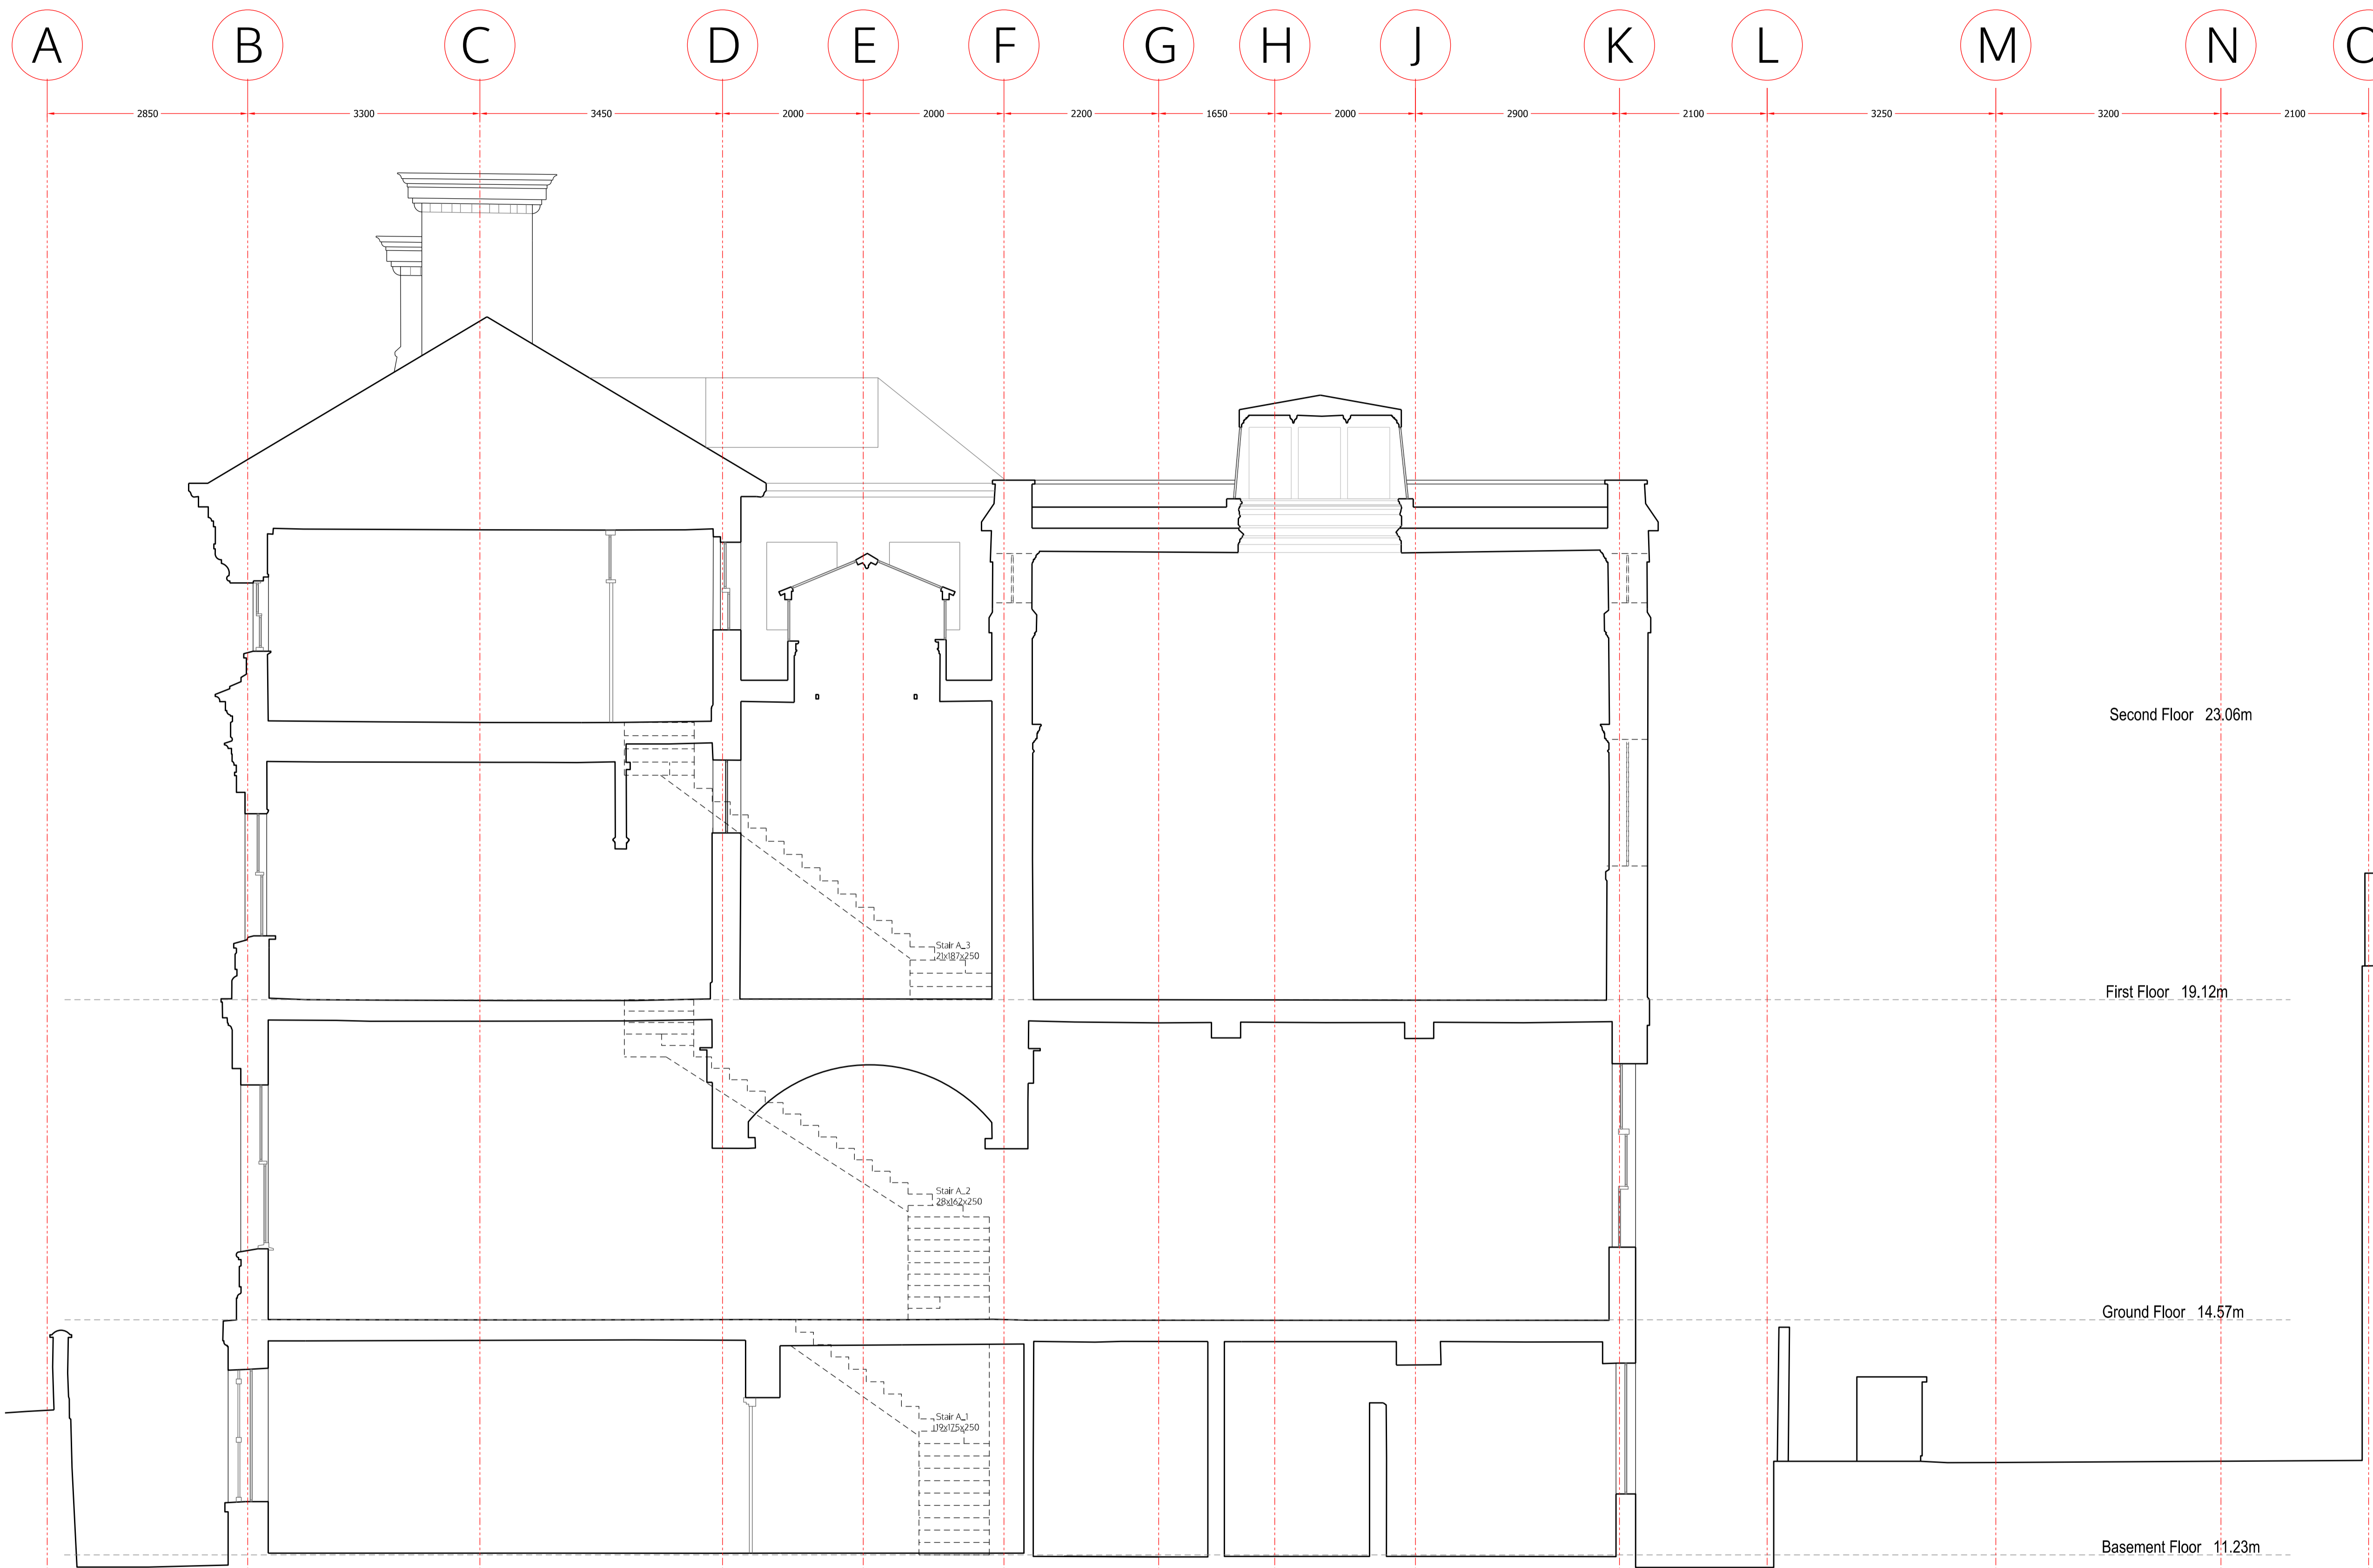 A B C D E F G H J K L M N
2850 3300 3450 2000 2000 2200 1650 2000 2900 2100 3250 3200 2100
Second Floor 23.06m
Stair A_3
21x187x250
First Floor 19.12m
Stair A_2
28x162x250
Ground Floor 14.57m
Stair A_1
19x175x250
Basement Floor 11.23m